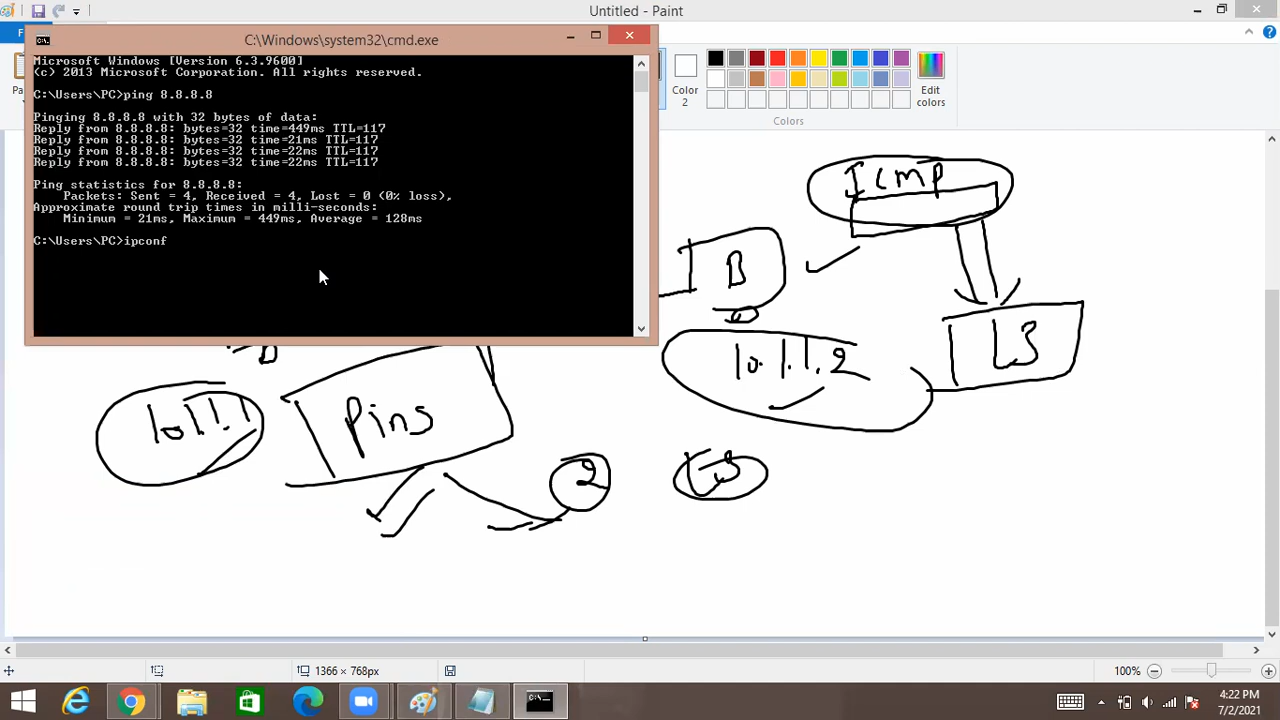 Untitled - Paint
C:\Windows\system32\cmd.exe
Microsoft Windows [Version 6.3.9600]
(c) 2013 Microsoft Corporation. All rights reserved.
C:\Users\PC>ping 8.8.8.8
Pinging 8.8.8.8 with 32 bytes of data:
Reply from 8.8.8.8: bytes=32 time=449ms TTL=117
Reply from 8.8.8.8: bytes=32 time=21ms TTL=117
Reply from 8.8.8.8: bytes=32 time=22ms TTL=117
Reply from 8.8.8.8: bytes=32 time=22ms TTL=117
Ping statistics for 8.8.8.8:
Packets: Sent = 4, Received = 4, Lost = 0 (0% loss),
Approximate round trip times in milli-seconds:
Minimum = 21ms, Maximum = 449ms, Average = 128ms
C:\Users\PC>ipconf
Color
2
Edit
colors
Colors
Icmp
B
10.1.1.2
L3
10.1.1.1
Ping
2
L3
1366 × 768px
100%
4:22 PM
7/2/2021